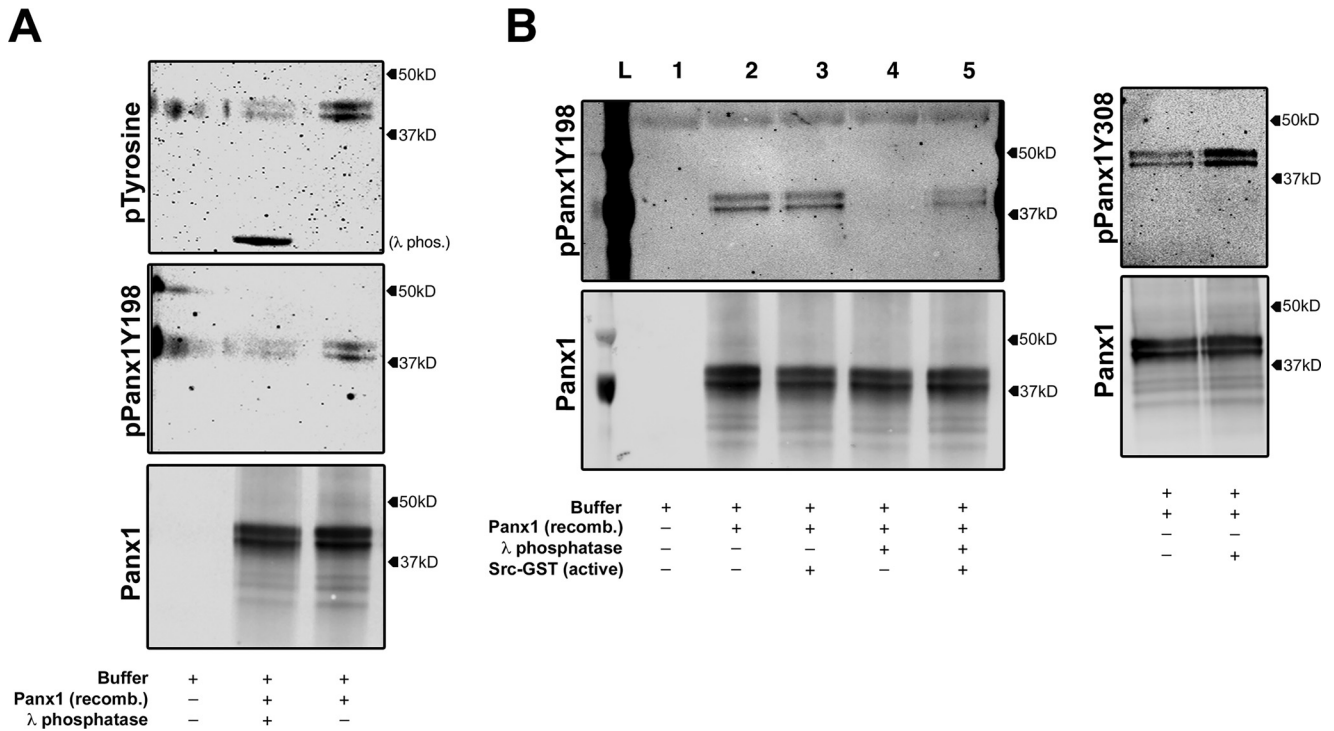 A
pTyrosine
50kD
37kD
(λ phos.)
pPanx1Y198
50kD
37kD
Panx1
50kD
37kD
Buffer + + +
Panx1 (recomb.) – + +
λ phosphatase – + –
B
L 1 2 3 4 5
pPanx1Y198
50kD
37kD
Panx1
50kD
37kD
Buffer + + + + +
Panx1 (recomb.) – + + + +
λ phosphatase – – – + +
Src-GST (active) – – + – +
pPanx1Y308
50kD
37kD
Panx1
50kD
37kD
+ +
+ +
– –
– +